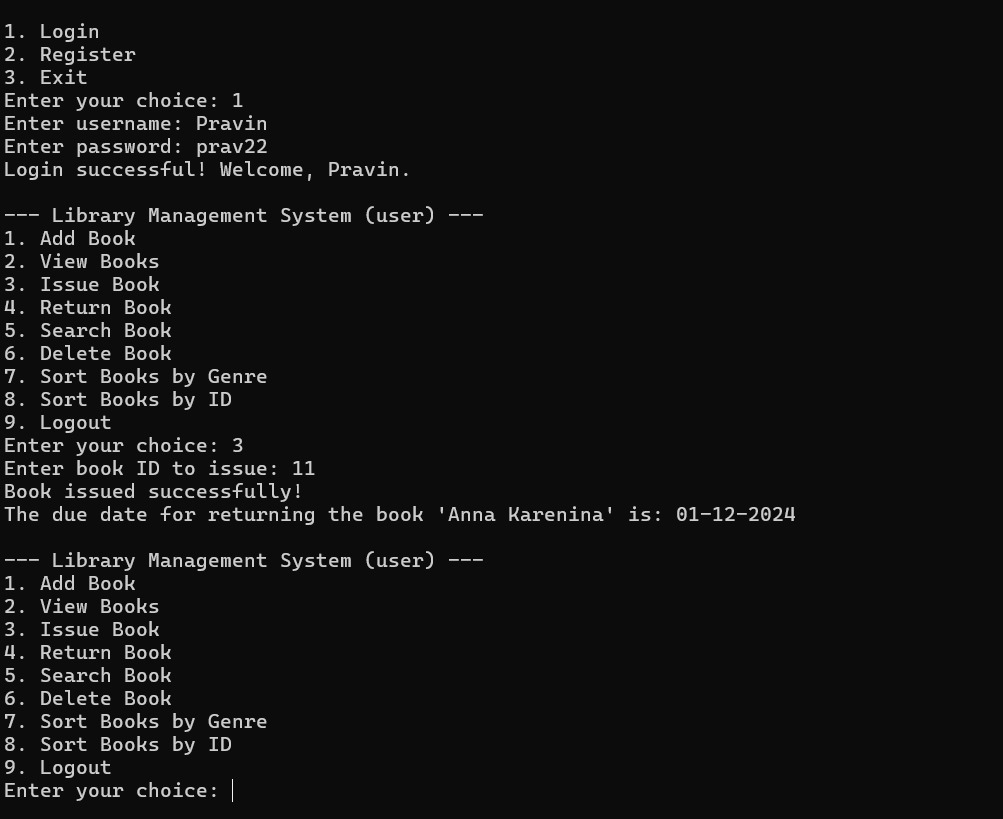 1. Login
2. Register
3. Exit
Enter your choice: 1
Enter username: Pravin
Enter password: prav22
Login successful! Welcome, Pravin.
--- Library Management System (user) ---
1. Add Book
2. View Books
3. Issue Book
4. Return Book
5. Search Book
6. Delete Book
7. Sort Books by Genre
8. Sort Books by ID
9. Logout
Enter your choice: 3
Enter book ID to issue: 11
Book issued successfully!
The due date for returning the book 'Anna Karenina' is: 01-12-2024
--- Library Management System (user) ---
1. Add Book
2. View Books
3. Issue Book
4. Return Book
5. Search Book
6. Delete Book
7. Sort Books by Genre
8. Sort Books by ID
9. Logout
Enter your choice: